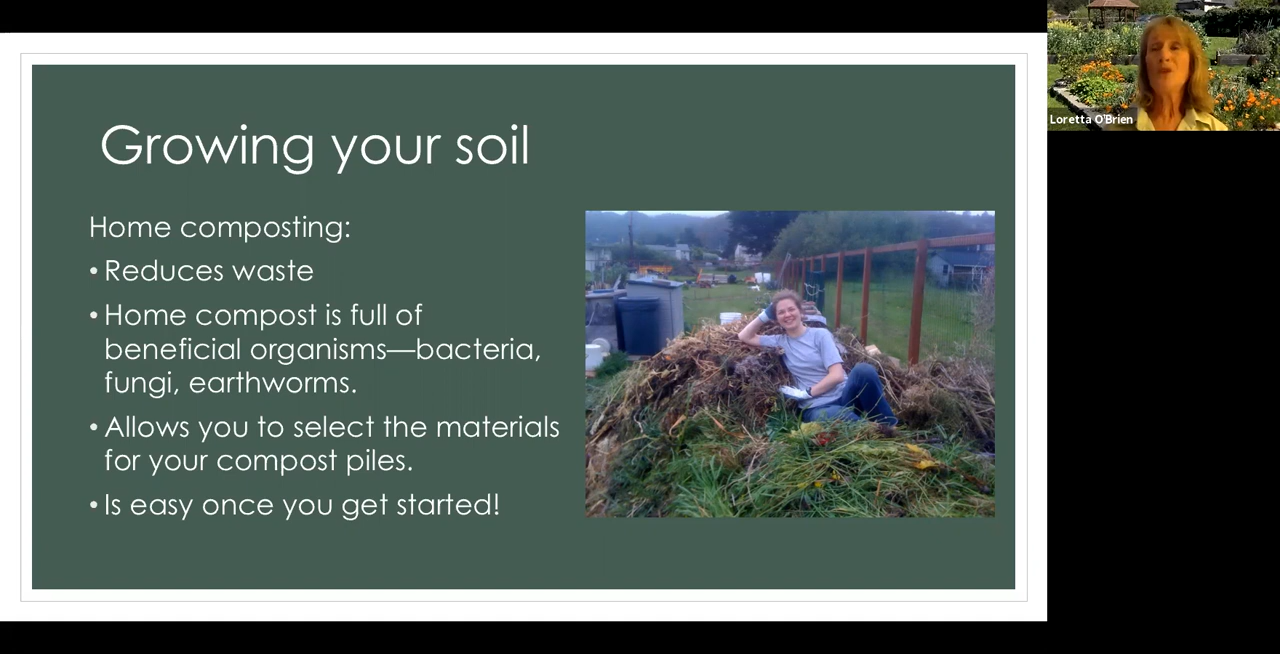 Growing your soil
Home composting:
• Reduces waste
• Home compost is full of
beneficial organisms—bacteria,
fungi, earthworms.
• Allows you to select the materials
for your compost piles.
• Is easy once you get started!
Loretta O'Brien